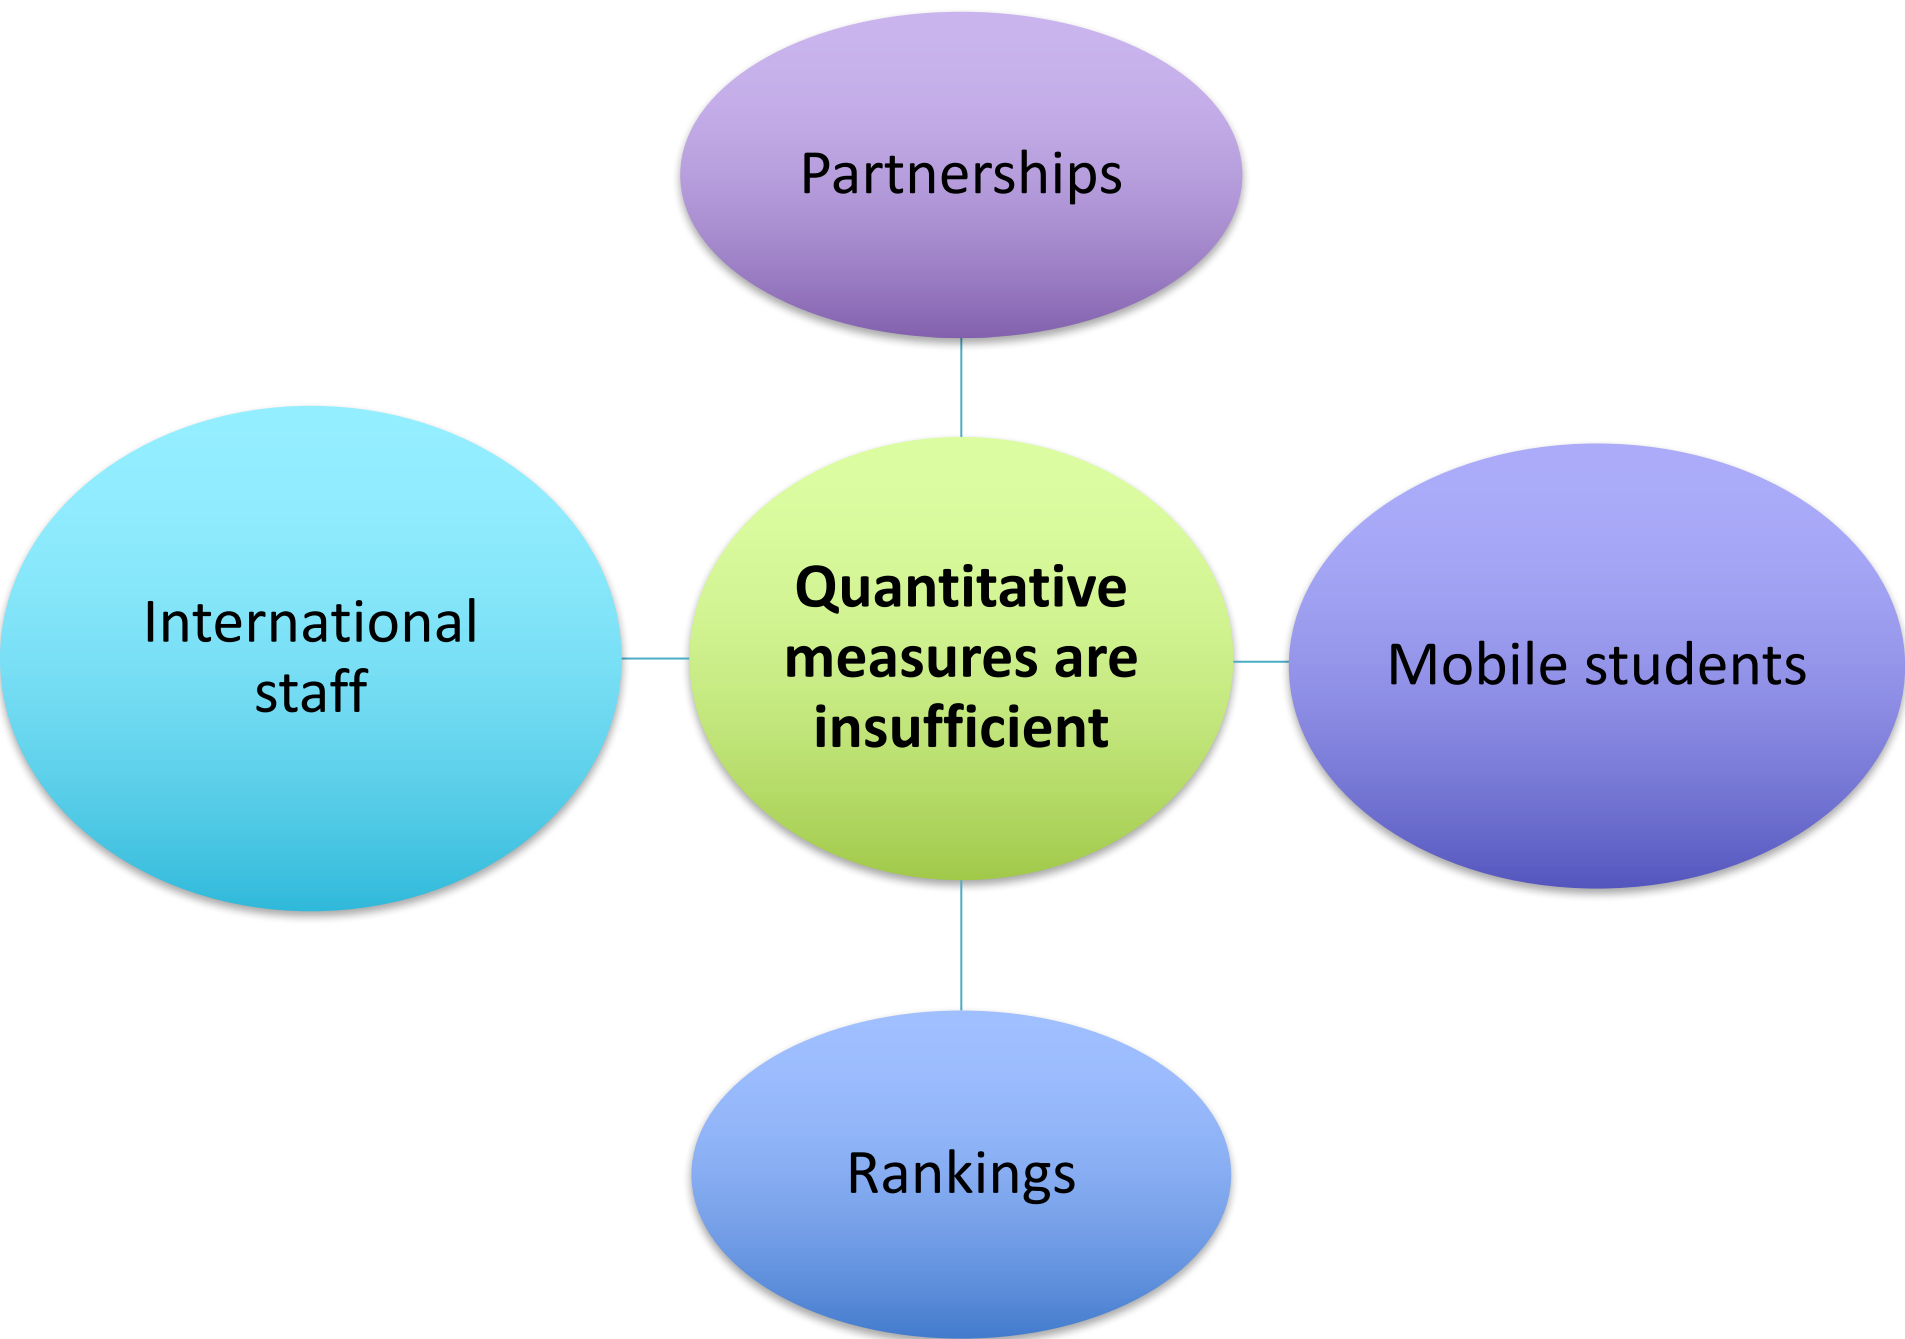 Partnerships
International
staff
Quantitative
measures are
insufficient
Mobile students
Rankings